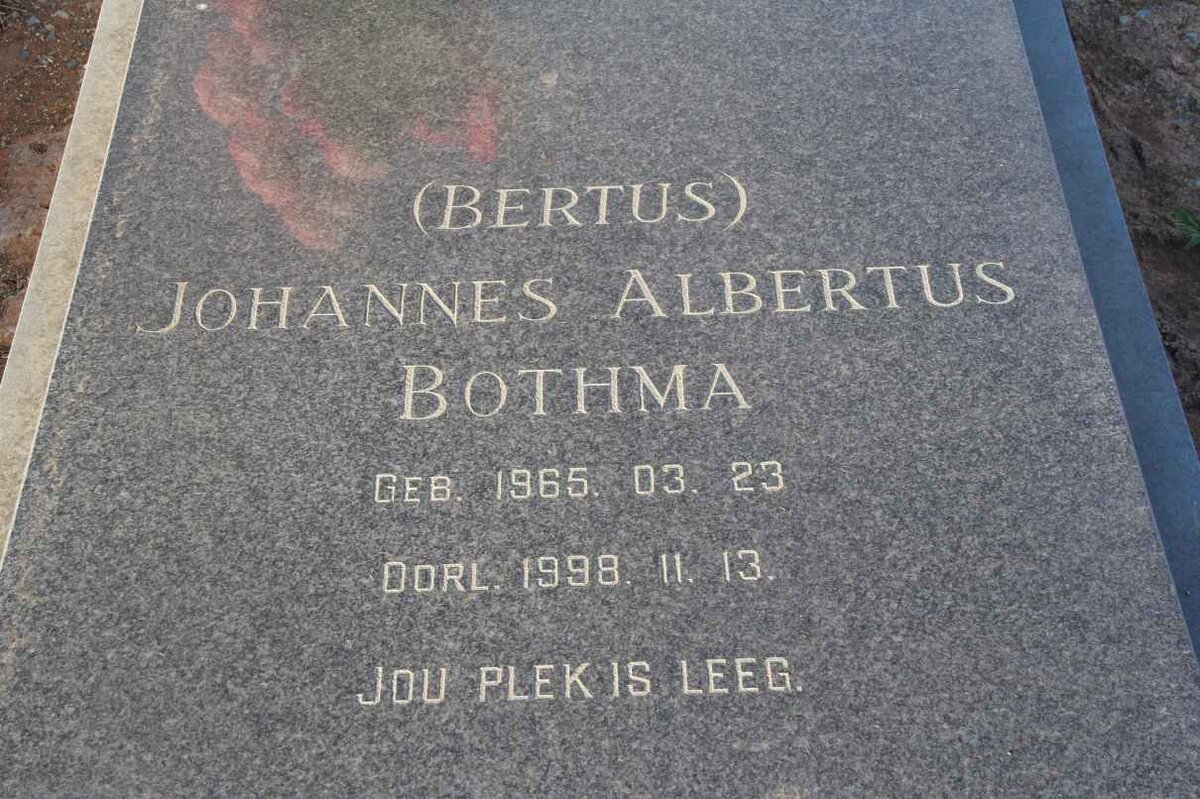 (BERTUS)
JOHANNES ALBERTUS
BOTHMA
GEB. 1965. 03. 23
OORL. 1998. 11. 13.
JOU PLEK IS LEEG.